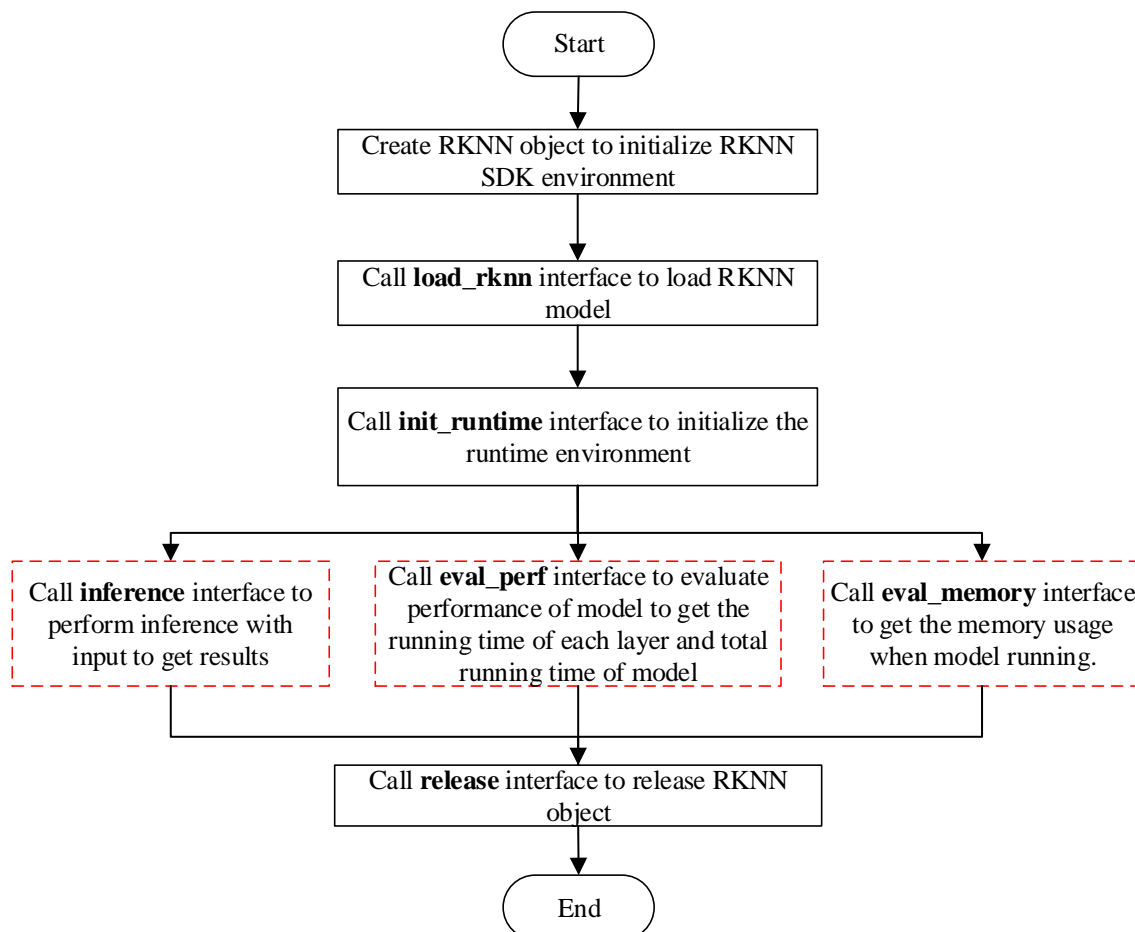 Start
Create RKNN object to initialize RKNN
SDK environment
Call load_rknn interface to load RKNN
model
Call init_runtime interface to initialize the
runtime environment
Call inference interface to
perform inference with
input to get results
Call eval_perf interface to evaluate
performance of model to get the
running time of each layer and total
running time of model
Call eval_memory interface
to get the memory usage
when model running.
Call release interface to release RKNN
object
End